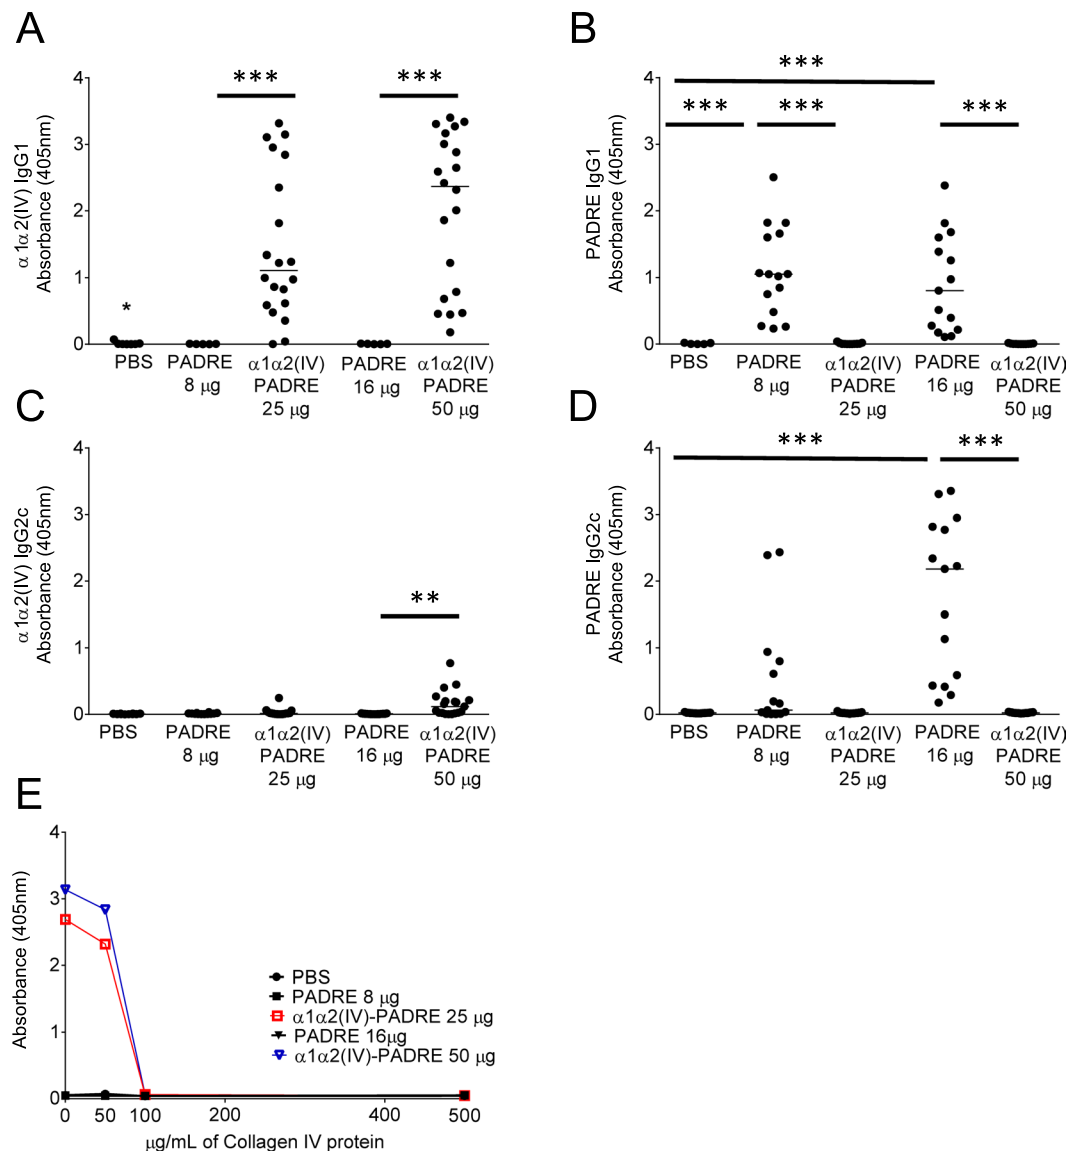 A
α1α2(IV) IgG1
Absorbance (405nm)
4
3
2
1
0
***
***
*
PBS
PADRE
8 μg
α1α2(IV)
PADRE
25 μg
PADRE
16 μg
α1α2(IV)
PADRE
50 μg
B
PADRE IgG1
Absorbance (405nm)
4
3
2
1
0
***
***
***
***
PBS
PADRE
8 μg
α1α2(IV)
PADRE
25 μg
PADRE
16 μg
α1α2(IV)
PADRE
50 μg
C
α1α2(IV) IgG2c
Absorbance (405nm)
4
3
2
1
0
**
PBS
PADRE
8 μg
α1α2(IV)
PADRE
25 μg
PADRE
16 μg
α1α2(IV)
PADRE
50 μg
D
PADRE IgG2c
Absorbance (405nm)
4
3
2
1
0
***
***
PBS
PADRE
8 μg
α1α2(IV)
PADRE
25 μg
PADRE
16 μg
α1α2(IV)
PADRE
50 μg
E
Absorbance (405nm)
4
3
2
1
0
PBS
PADRE 8 μg
α1α2(IV)-PADRE 25 μg
PADRE 16μg
α1α2(IV)-PADRE 50 μg
0 50 100 200 400 500
μg/mL of Collagen IV protein